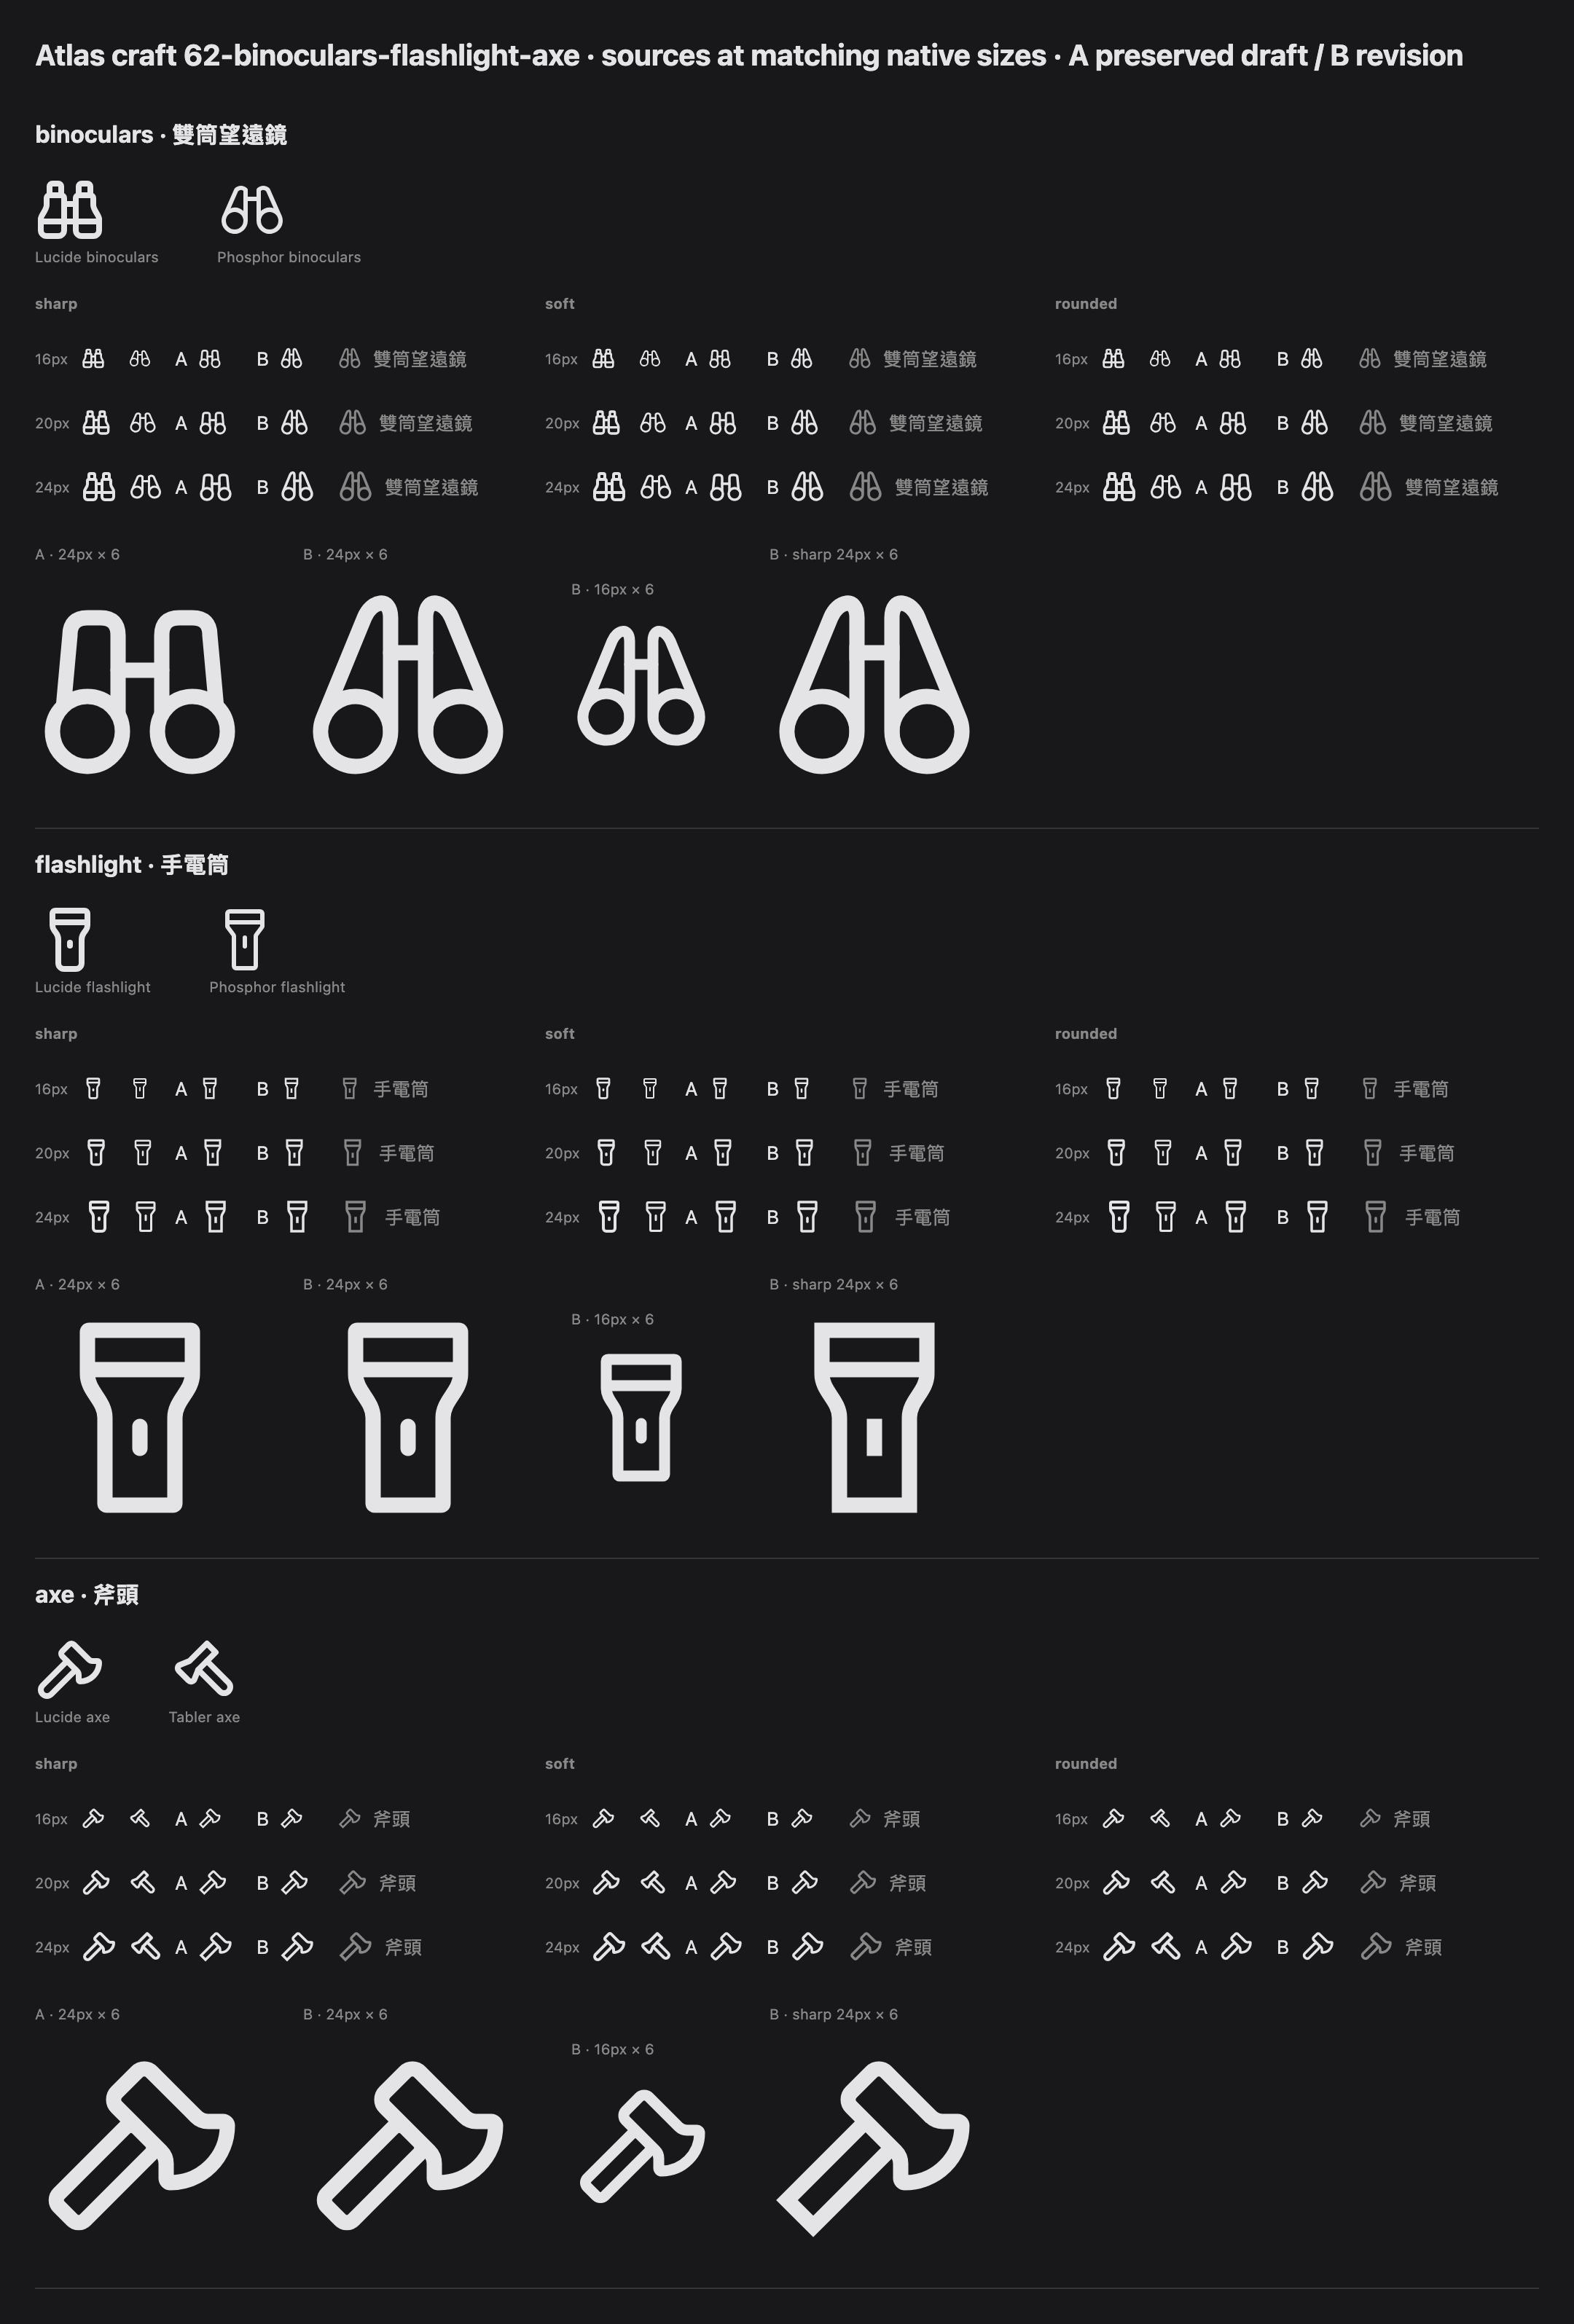 Atlas craft 62-binoculars-flashlight-axe · sources at matching native sizes · A preserved draft / B revision
binoculars · 雙筒望遠鏡
Lucide binoculars Phosphor binoculars
sharp soft rounded
16px A B 雙筒望遠鏡 16px A B 雙筒望遠鏡 16px A B 雙筒望遠鏡
20px A B 雙筒望遠鏡 20px A B 雙筒望遠鏡 20px A B 雙筒望遠鏡
24px A B 雙筒望遠鏡 24px A B 雙筒望遠鏡 24px A B 雙筒望遠鏡
A · 24px × 6 B · 24px × 6 B · sharp 24px × 6
B · 16px × 6
flashlight · 手電筒
Lucide flashlight Phosphor flashlight
sharp soft rounded
16px A B 手電筒 16px A B 手電筒 16px A B 手電筒
20px A B 手電筒 20px A B 手電筒 20px A B 手電筒
24px A B 手電筒 24px A B 手電筒 24px A B 手電筒
A · 24px × 6 B · 24px × 6 B · sharp 24px × 6
B · 16px × 6
axe · 斧頭
Lucide axe Tabler axe
sharp soft rounded
16px A B 斧頭 16px A B 斧頭 16px A B 斧頭
20px A B 斧頭 20px A B 斧頭 20px A B 斧頭
24px A B 斧頭 24px A B 斧頭 24px A B 斧頭
A · 24px × 6 B · 24px × 6 B · sharp 24px × 6
B · 16px × 6